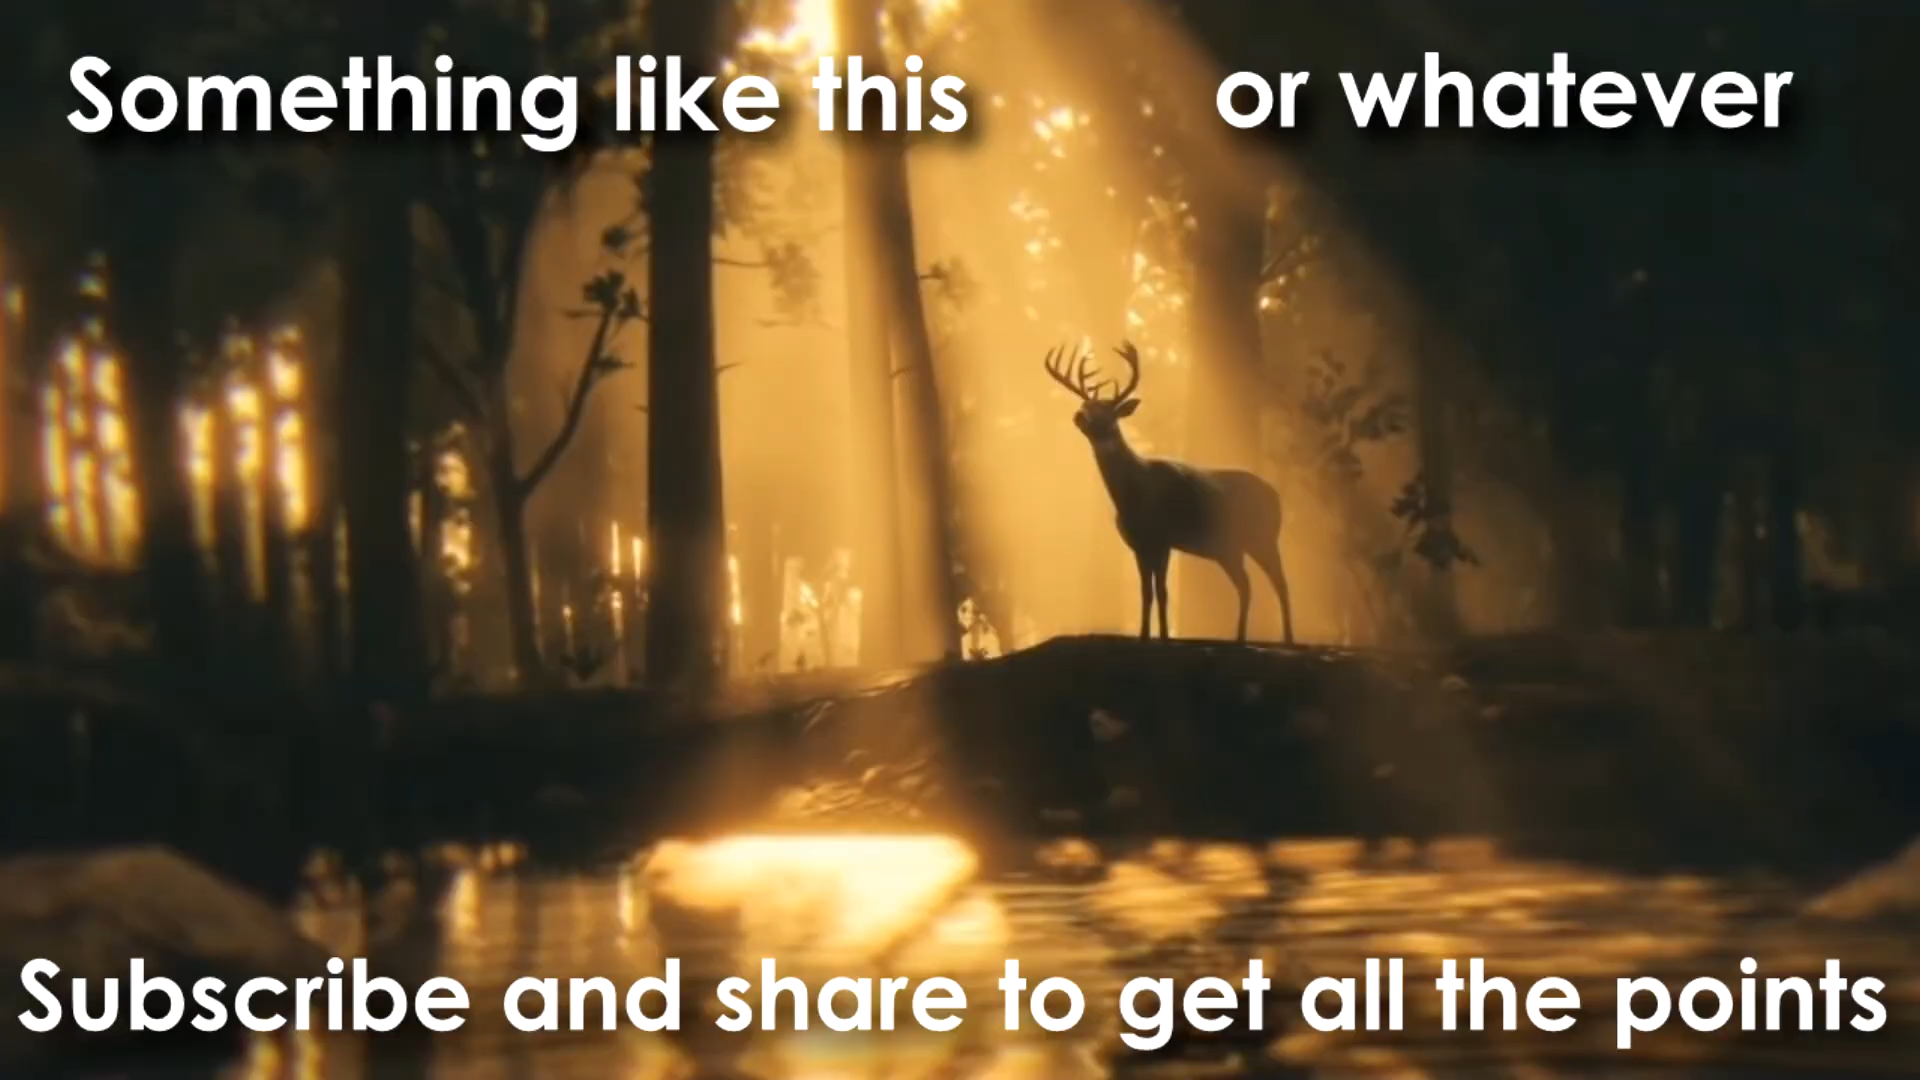 Something like this or whatever
Subscribe and share to get all the points